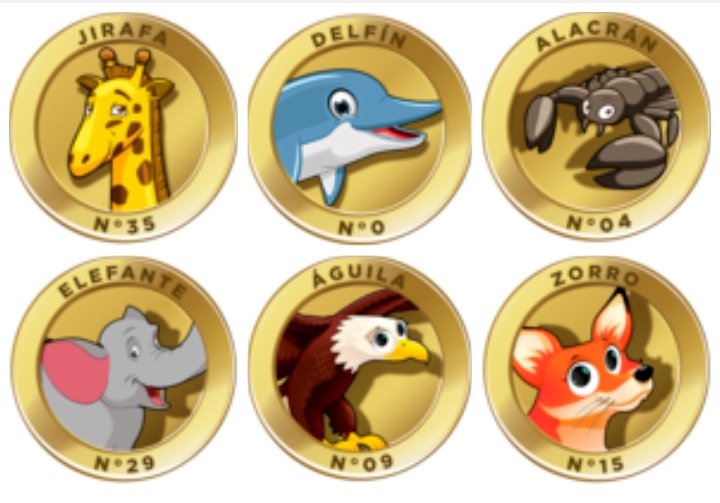 JIRAFA
N°35
DELFÍN
N°0
ALACRÁN
N°04
ELEFANTE
N°29
ÁGUILA
N°09
ZORRO
N°15